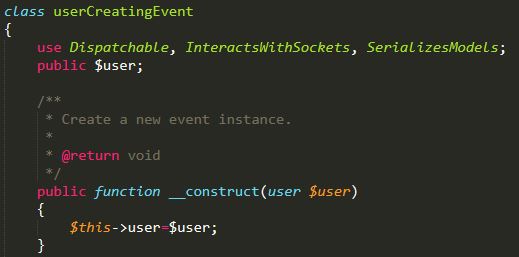 class userCreatingEvent
{
    use Dispatchable, InteractsWithSockets, SerializesModels;
    public $user;

    /**
     * Create a new event instance.
     *
     * @return void
     */
    public function __construct(user $user)
    {
        $this->user=$user;
    }